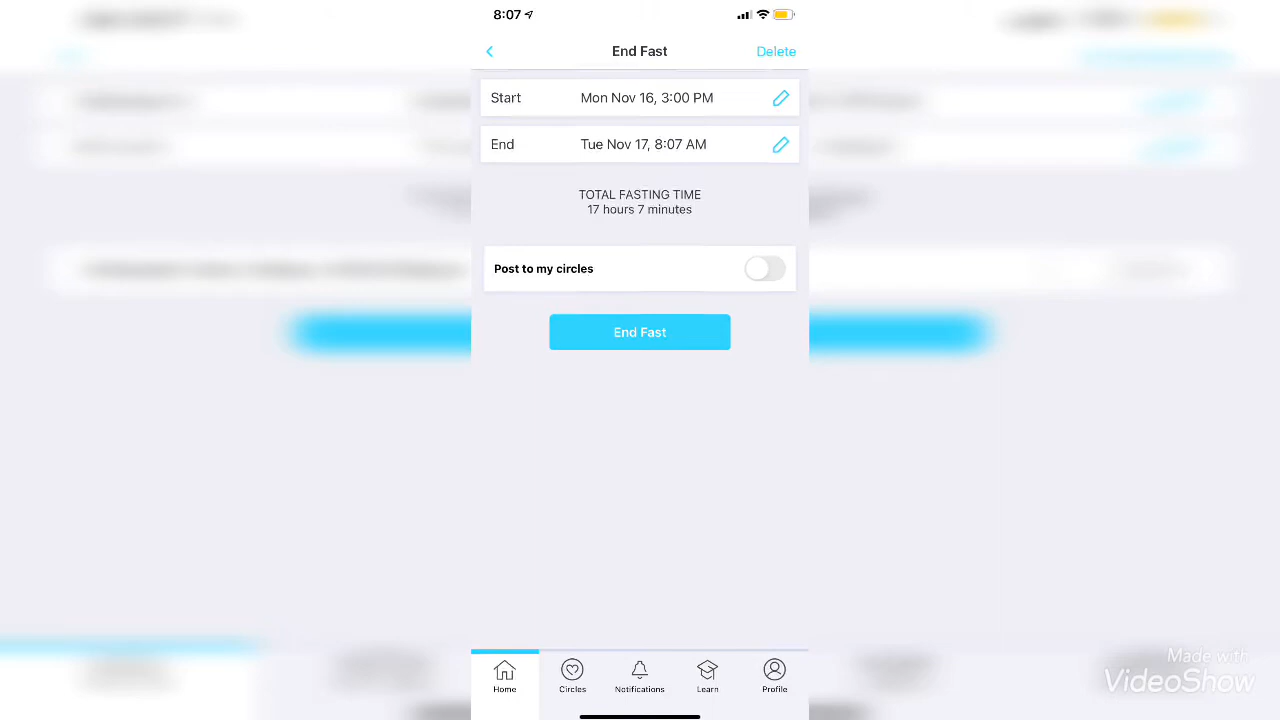 8:07
End Fast
Delete
Start Mon Nov 16, 3:00 PM
End Tue Nov 17, 8:07 AM
TOTAL FASTING TIME
17 hours 7 minutes
Post to my circles
End Fast
Home Circles Notifications Learn Profile
Made with
VideoShow